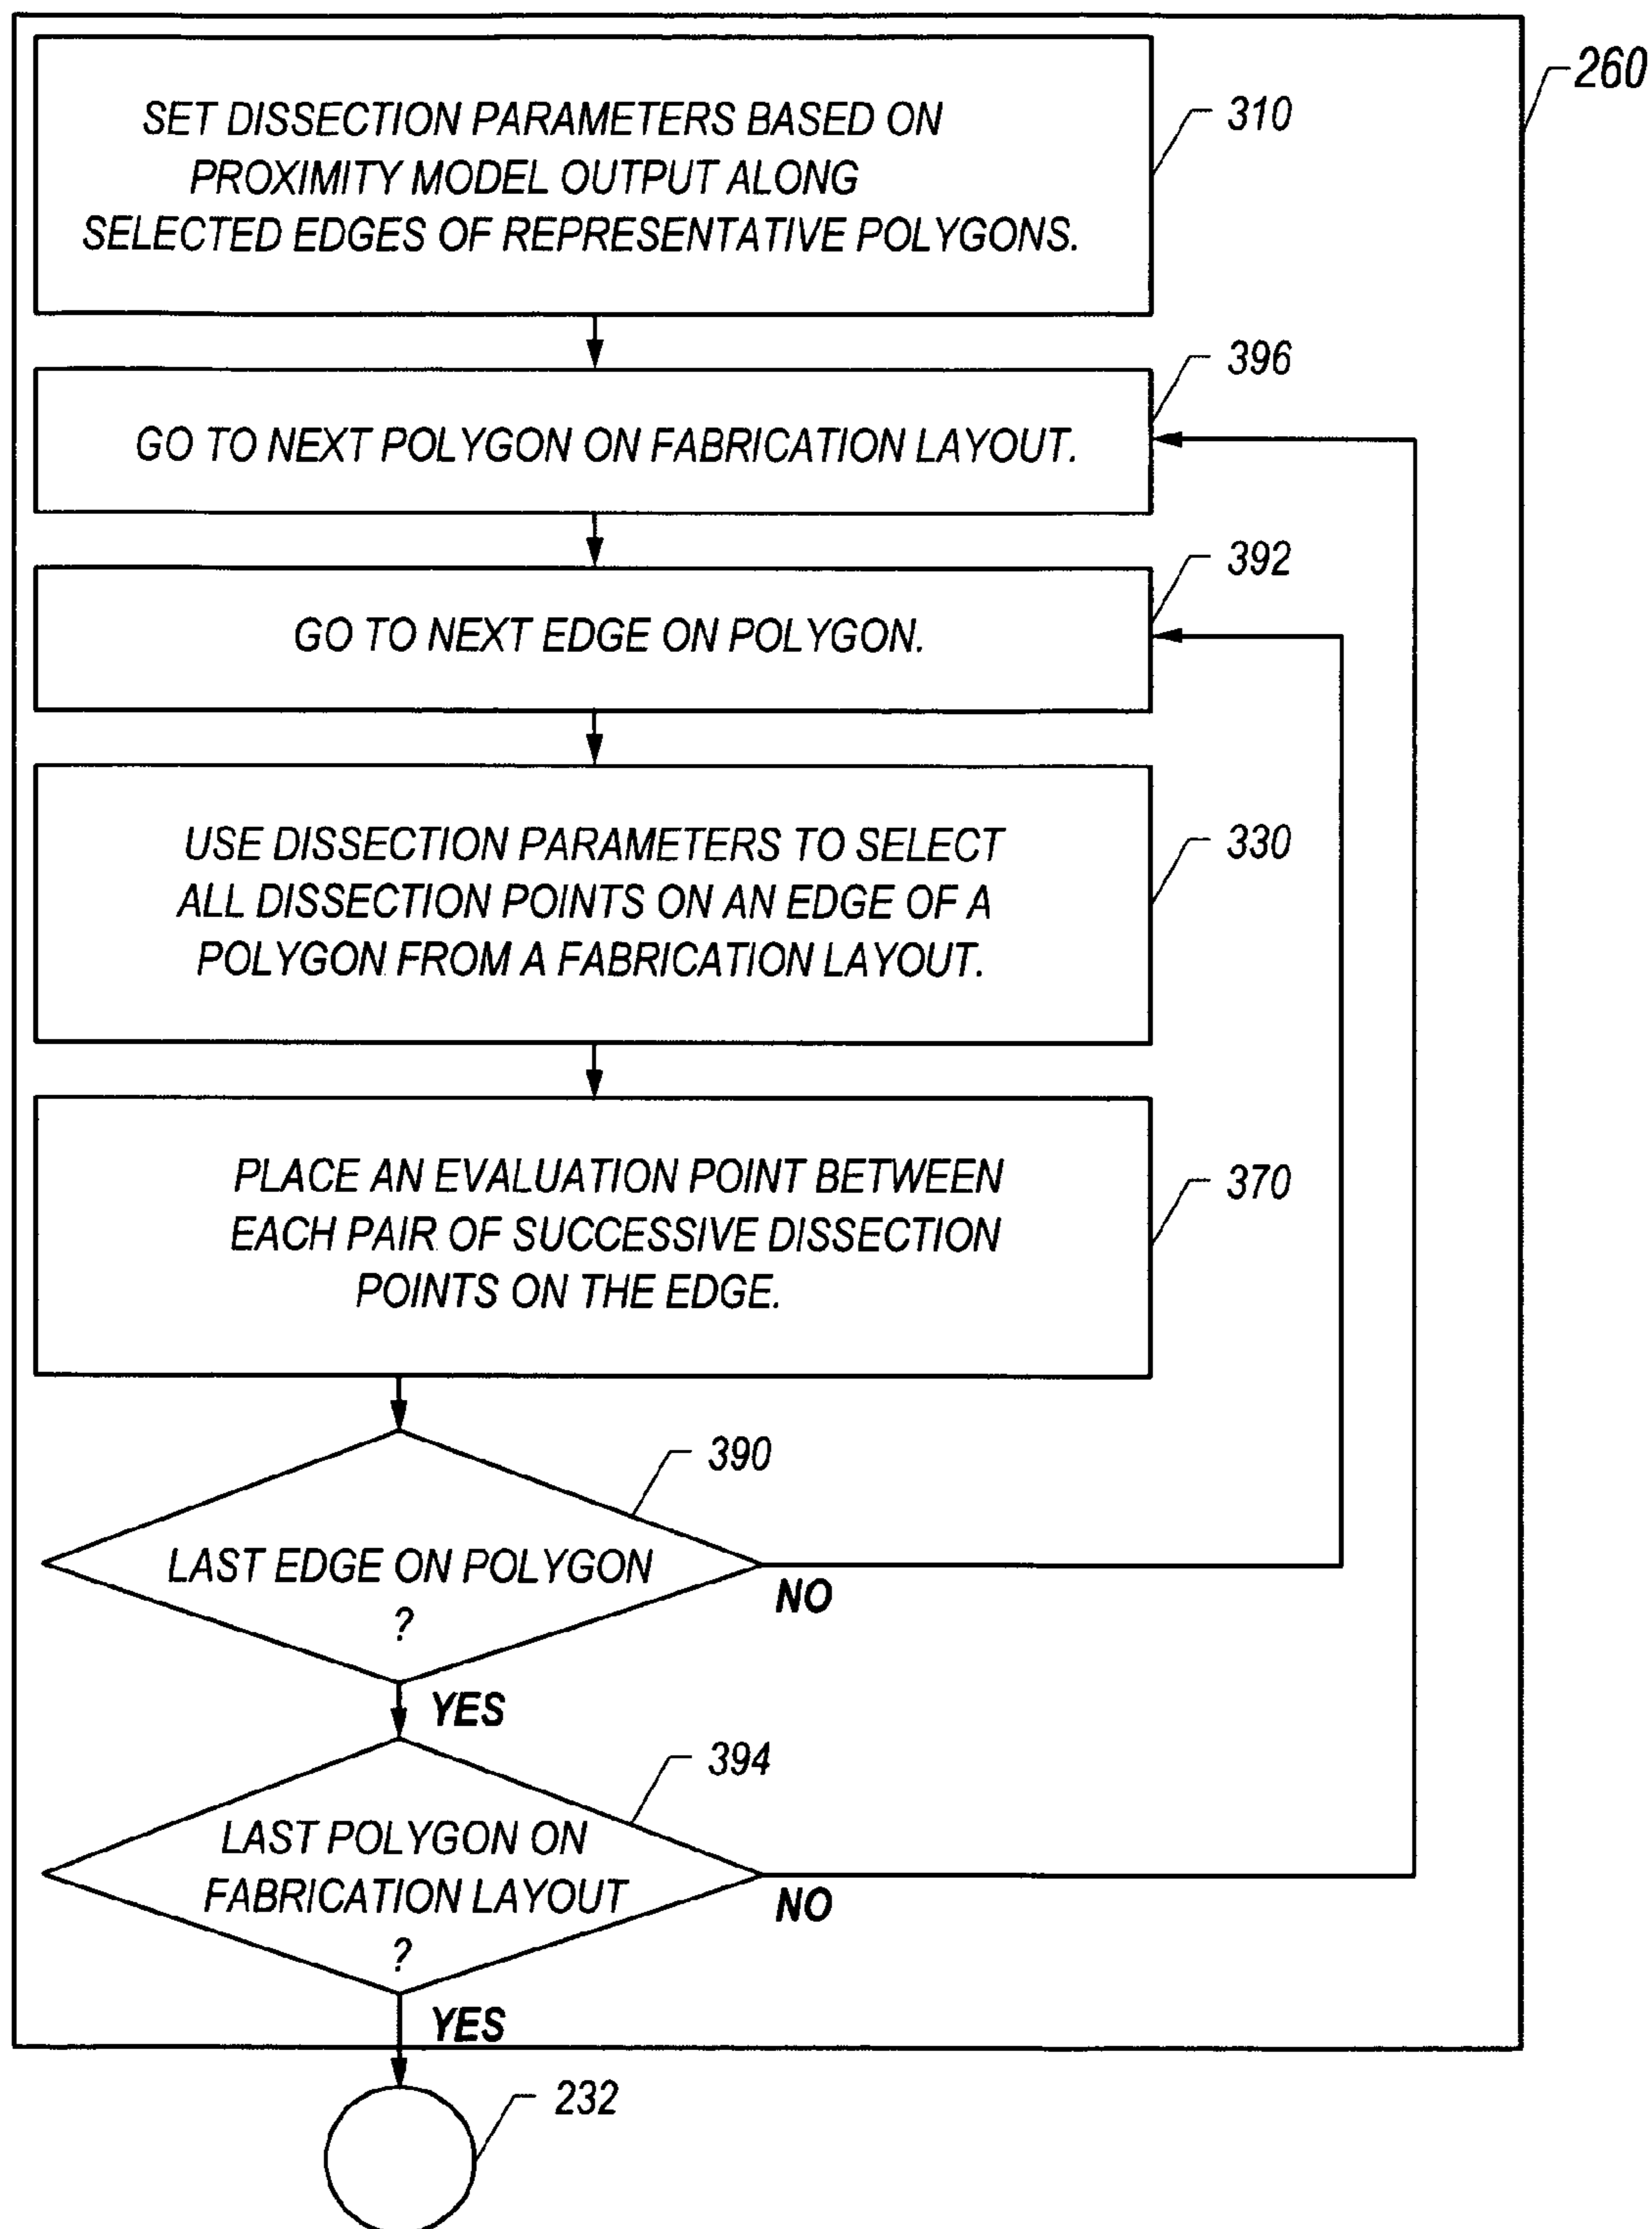 260
SET DISSECTION PARAMETERS BASED ON
PROXIMITY MODEL OUTPUT ALONG
SELECTED EDGES OF REPRESENTATIVE POLYGONS.
310
396
GO TO NEXT POLYGON ON FABRICATION LAYOUT.
392
GO TO NEXT EDGE ON POLYGON.
USE DISSECTION PARAMETERS TO SELECT
ALL DISSECTION POINTS ON AN EDGE OF A
POLYGON FROM A FABRICATION LAYOUT.
330
PLACE AN EVALUATION POINT BETWEEN
EACH PAIR OF SUCCESSIVE DISSECTION
POINTS ON THE EDGE.
370
390
LAST EDGE ON POLYGON
?
NO
YES
394
LAST POLYGON ON
FABRICATION LAYOUT
?
NO
YES
232